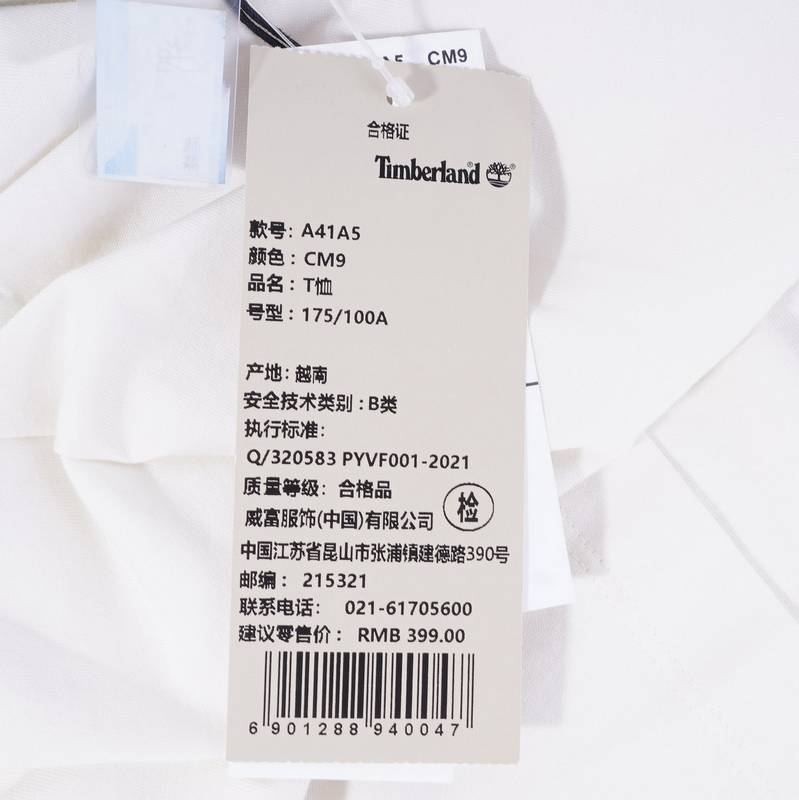 CM9
合格证
Timberland
款号: A41A5
颜色: CM9
品名: T恤
号型: 175/100A
产地: 越南
安全技术类别: B类
执行标准:
Q/320583 PYVF001-2021
质量等级: 合格品
检
威富服饰(中国)有限公司
中国江苏省昆山市张浦镇建德路390号
邮编: 215321
联系电话: 021-61705600
建议零售价: RMB 399.00
6 901288 940047